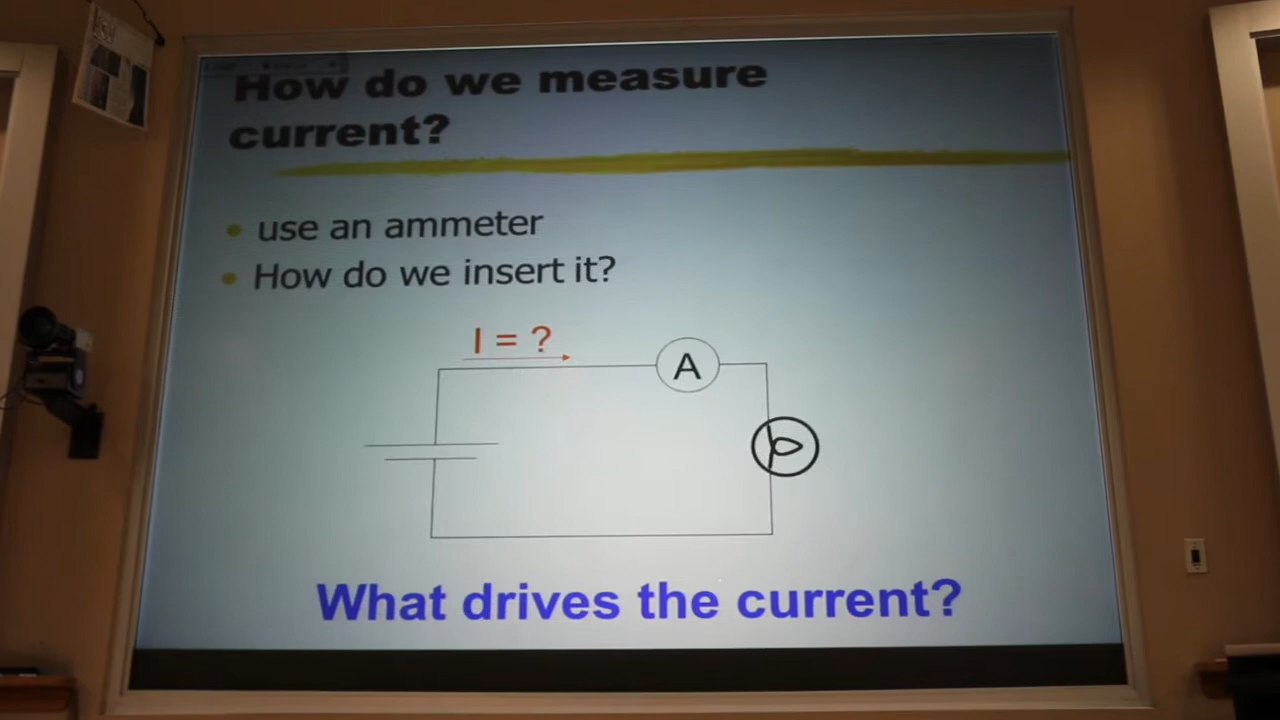 How do we measure
current?
use an ammeter
How do we insert it?
I = ?
A
What drives the current?